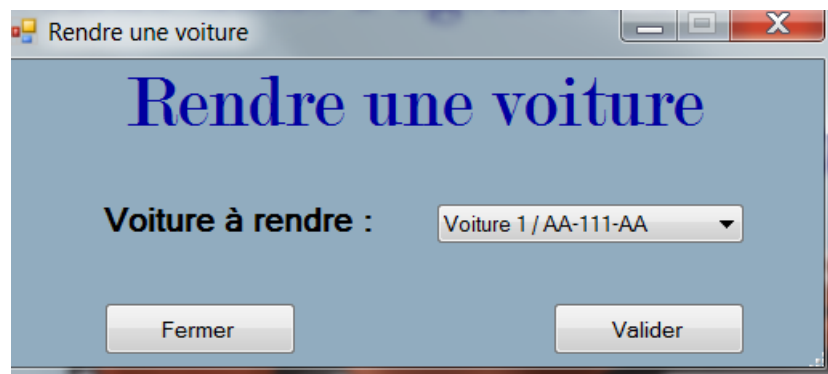 Rendre une voiture
Rendre une voiture
Voiture à rendre :
Voiture 1 / AA-111-AA
Fermer
Valider